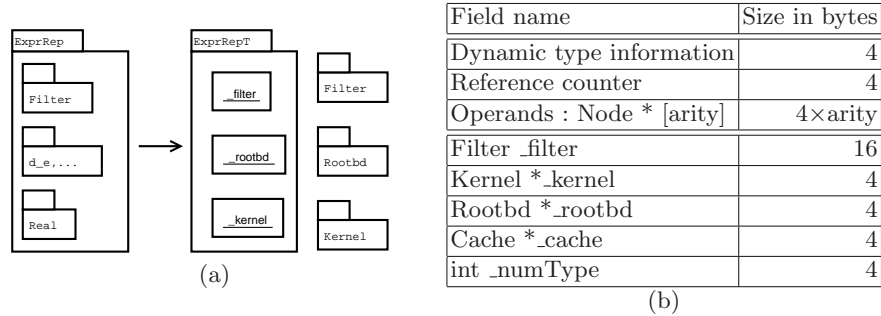 ExprRep
Filter
d_e,...
Real
ExprRepT
_filter
_rootbd
_kernel
Filter
Rootbd
Kernel
(a)
Field name Size in bytes
Dynamic type information 4
Reference counter 4
Operands : Node * [arity] 4×arity
Filter _filter 16
Kernel *_kernel 4
Rootbd *_rootbd 4
Cache *_cache 4
int _numType 4
(b)